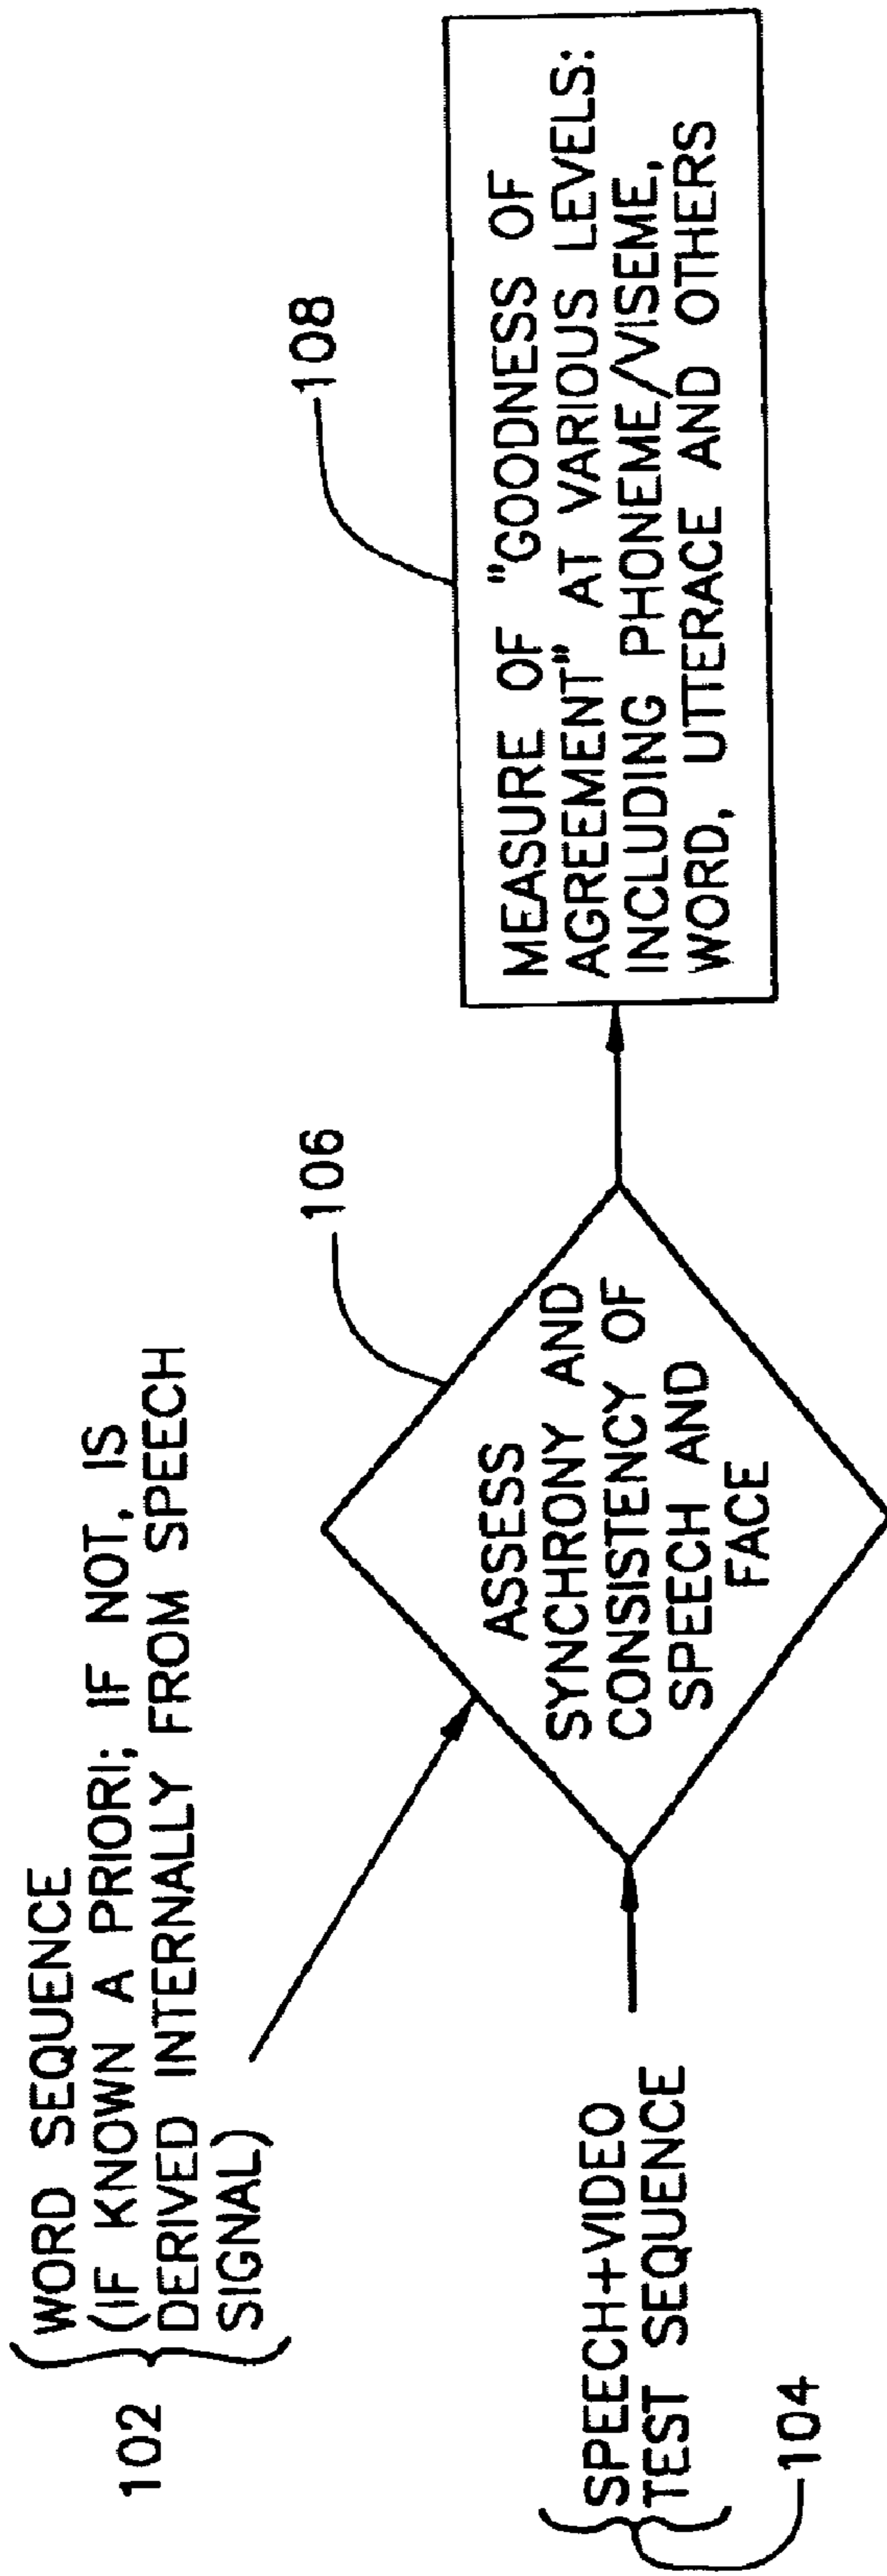 102
WORD SEQUENCE
(IF KNOWN A PRIORI; IF NOT, IS
DERIVED INTERNALLY FROM SPEECH
SIGNAL)
104
SPEECH+VIDEO
TEST SEQUENCE
106
ASSESS
SYNCHRONY AND
CONSISTENCY OF
SPEECH AND
FACE
108
MEASURE OF "GOODNESS OF
AGREEMENT" AT VARIOUS LEVELS:
INCLUDING PHONEME/VISEME,
WORD, UTTERACE AND OTHERS